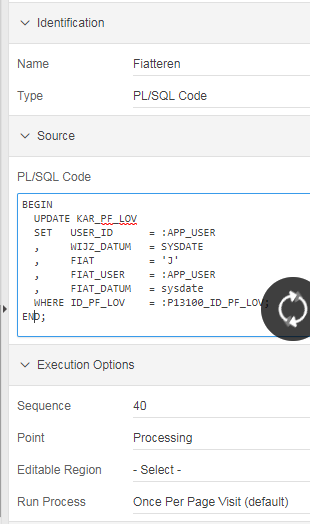 Identification
Name Fiatteren
Type PL/SQL Code
Source
PL/SQL Code
BEGIN
UPDATE KAR_PF_LOV
SET USER_ID = :APP_USER
, WIJZ_DATUM = SYSDATE
, FIAT = 'J'
, FIAT_USER = :APP_USER
, FIAT_DATUM = sysdate
WHERE ID_PF_LOV = :P13100_ID_PF_LOV;
END;
Execution Options
Sequence 40
Point Processing
Editable Region - Select -
Run Process Once Per Page Visit (default)